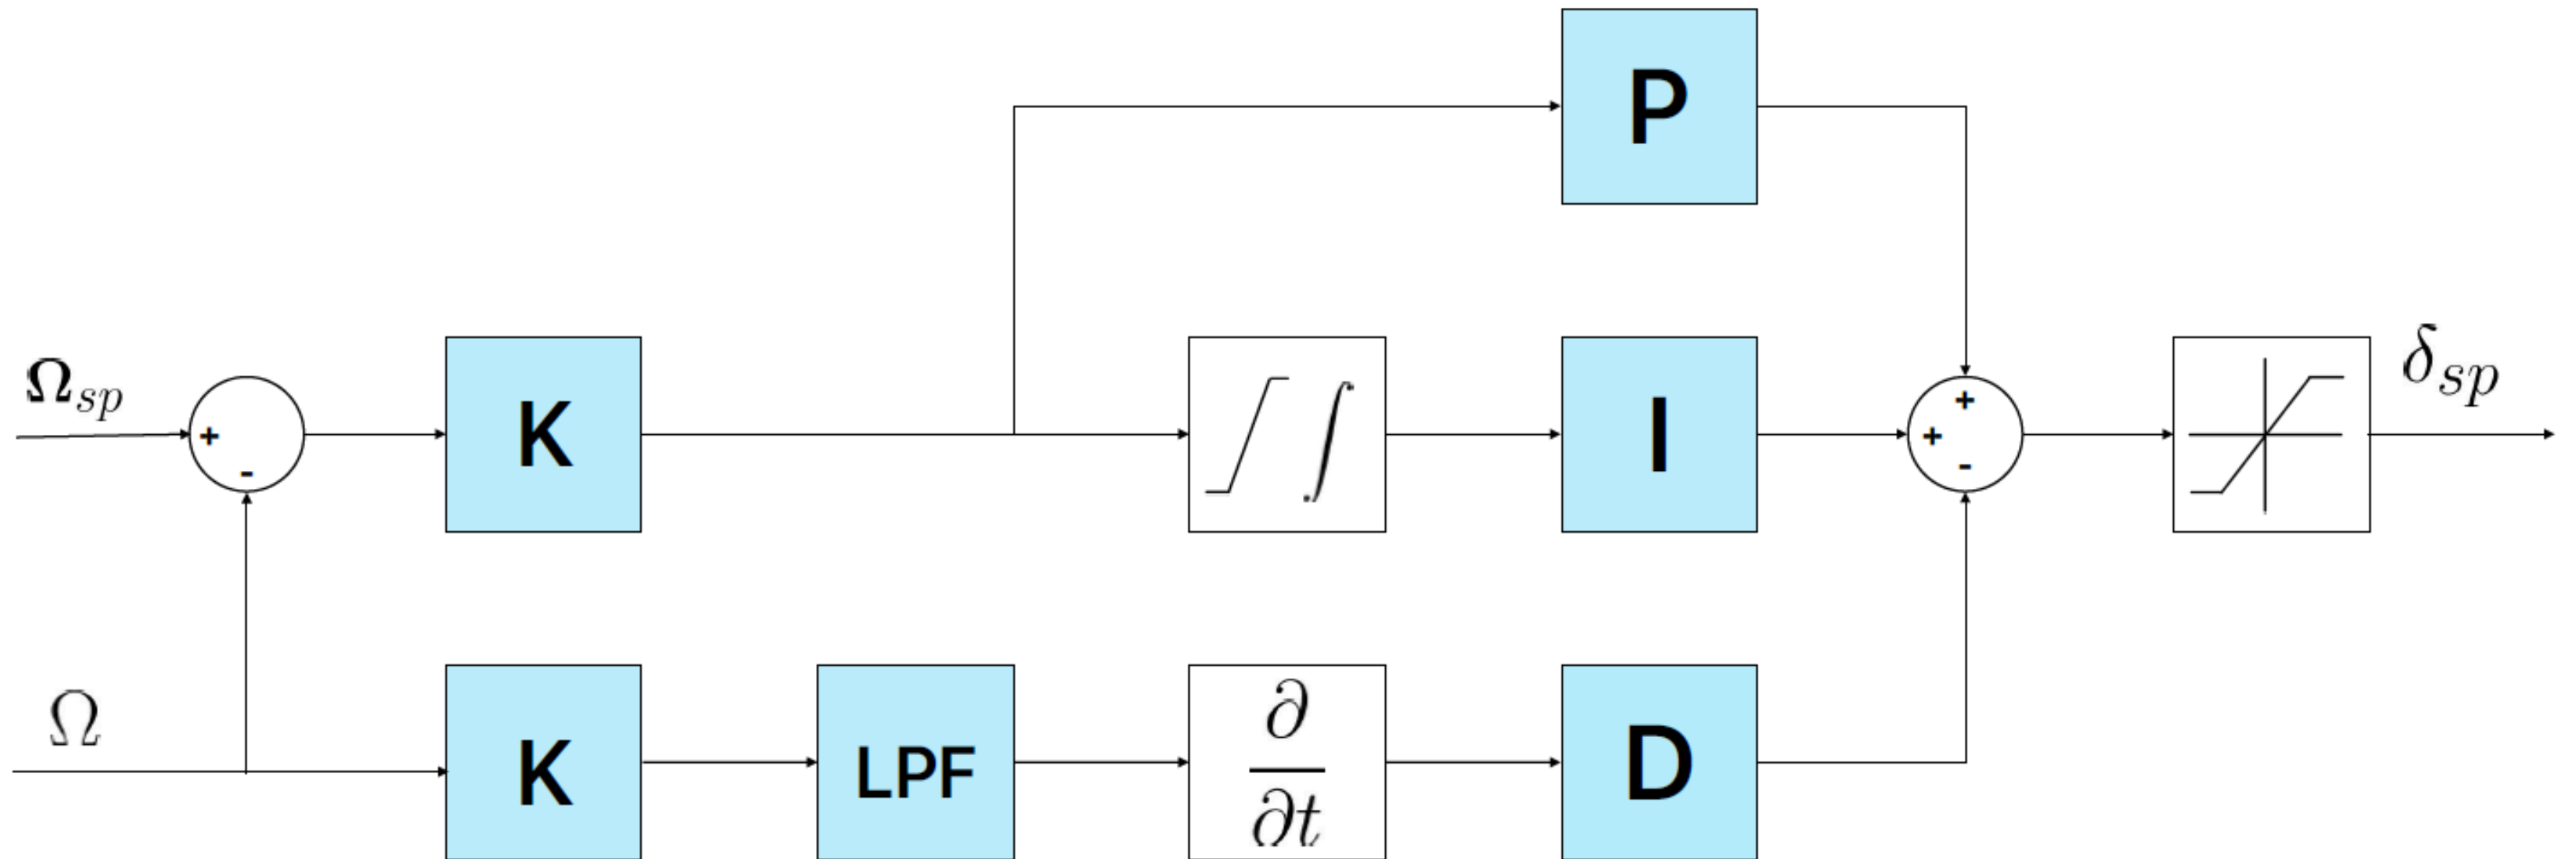 P
Ω_sp
+
-
K
∫
I
+
+
-
δ_sp
Ω
K
LPF
∂/∂t
D